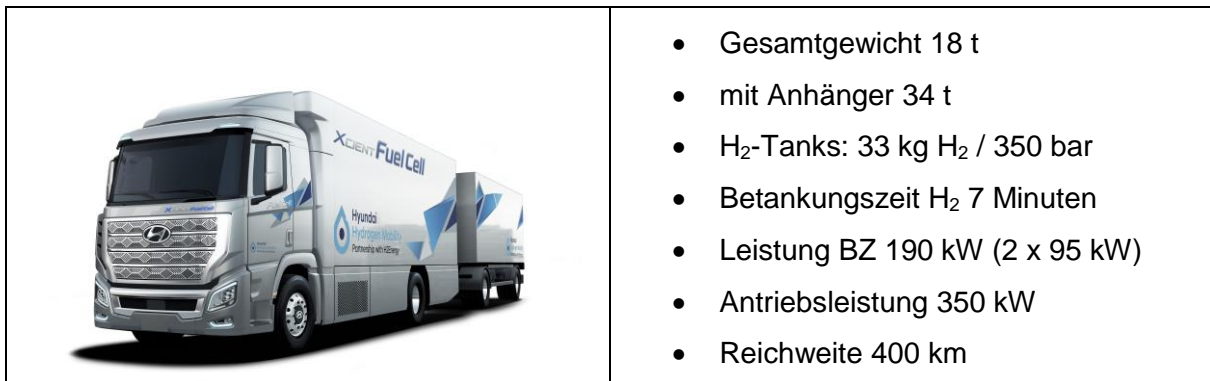 XCIENT Fuel Cell
Hyundai
Hydrogen Mobility
Partnership with H2Energy
• Gesamtgewicht 18 t
• mit Anhänger 34 t
• H₂-Tanks: 33 kg H₂ / 350 bar
• Betankungszeit H₂ 7 Minuten
• Leistung BZ 190 kW (2 x 95 kW)
• Antriebsleistung 350 kW
• Reichweite 400 km